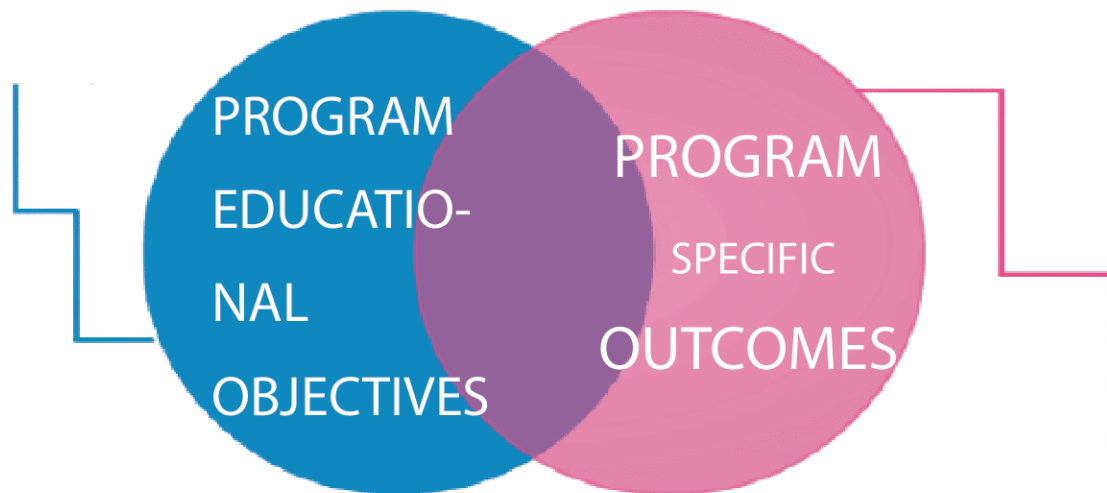 PROGRAM
EDUCATIO-
NAL
OBJECTIVES
PROGRAM
SPECIFIC
OUTCOMES